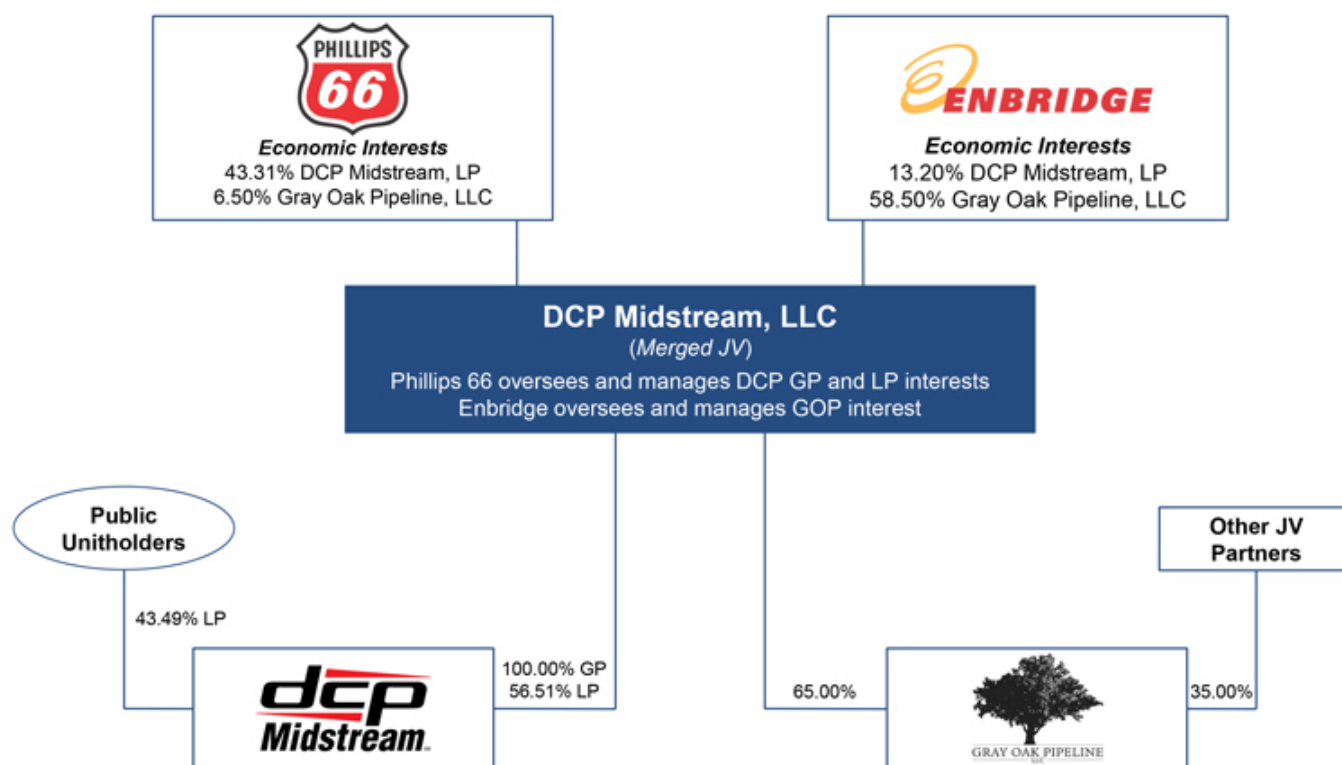 PHILLIPS
66
Economic Interests
43.31% DCP Midstream, LP
6.50% Gray Oak Pipeline, LLC
ENBRIDGE
Economic Interests
13.20% DCP Midstream, LP
58.50% Gray Oak Pipeline, LLC
DCP Midstream, LLC
(Merged JV)
Phillips 66 oversees and manages DCP GP and LP interests
Enbridge oversees and manages GOP interest
Public
Unitholders
Other JV
Partners
43.49% LP
dcp
Midstream
100.00% GP
56.51% LP
65.00%
GRAY OAK PIPELINE
LLC
35.00%